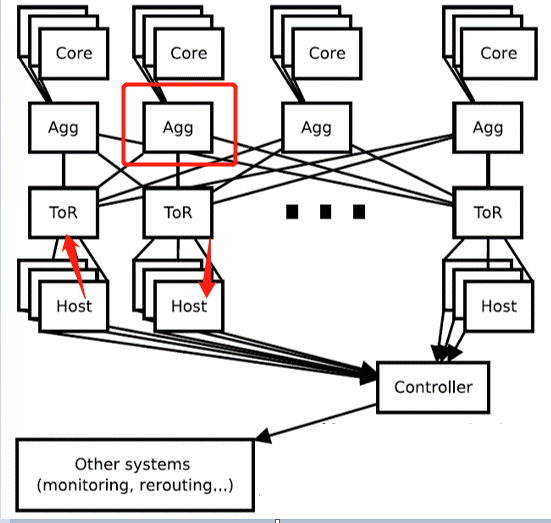 Core
Core
Core
Core
Agg
Agg
Agg
Agg
ToR
ToR
ToR
Host
Host
Host
Controller
Other systems
(monitoring, rerouting...)